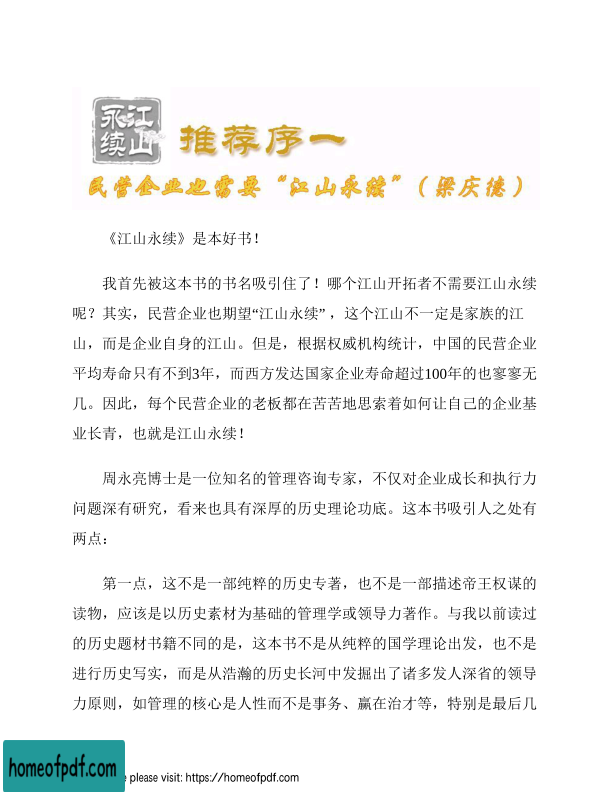 江山永续
推荐序一
民营企业也需要“江山永续”（梁庆德）
《江山永续》是本好书！
我首先被这本书的书名吸引住了！哪个江山开拓者不需要江山永续
呢？其实，民营企业也期望“江山永续”，这个江山不一定是家族的江
山，而是企业自身的江山。但是，根据权威机构统计，中国的民营企业
平均寿命只有不到3年，而西方发达国家企业寿命超过100年的也寥寥无
几。因此，每个民营企业的老板都在苦苦地思索着如何让自己的企业基
业长青，也就是江山永续！
周永亮博士是一位知名的管理咨询专家，不仅对企业成长和执行力
问题深有研究，看来也具有深厚的历史理论功底。这本书吸引人之处有
两点：
第一点，这不是一部纯粹的历史专著，也不是一部描述帝王权谋的
读物，应该是以历史素材为基础的管理学或领导力著作。与我以前读过
的历史题材书籍不同的是，这本书不是从纯粹的国学理论出发，也不是
进行历史写实，而是从浩瀚的历史长河中发掘出了诸多发人深省的领导
力原则，如管理的核心是人性而不是事务、赢在治才等，特别是最后几
homeofpdf.com
e please visit: https://homeofpdf.com